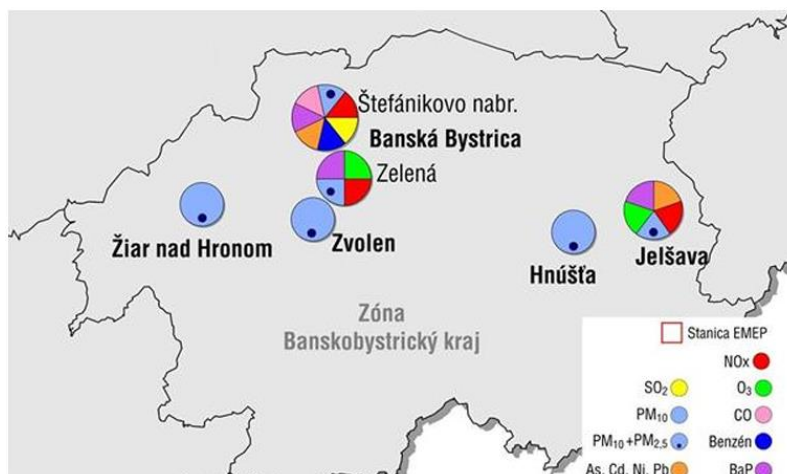 Štefánikovo nabr.
Banská Bystrica
Zelená
Žiar nad Hronom
Zvolen
Hnúšťa
Jelšava
Zóna
Banskobystrický kraj
Stanica EMEP
NOx
SO₂
O₃
PM₁₀
CO
PM₁₀+PM₂,₅
Benzén
As, Cd, Ni, Pb
BaP